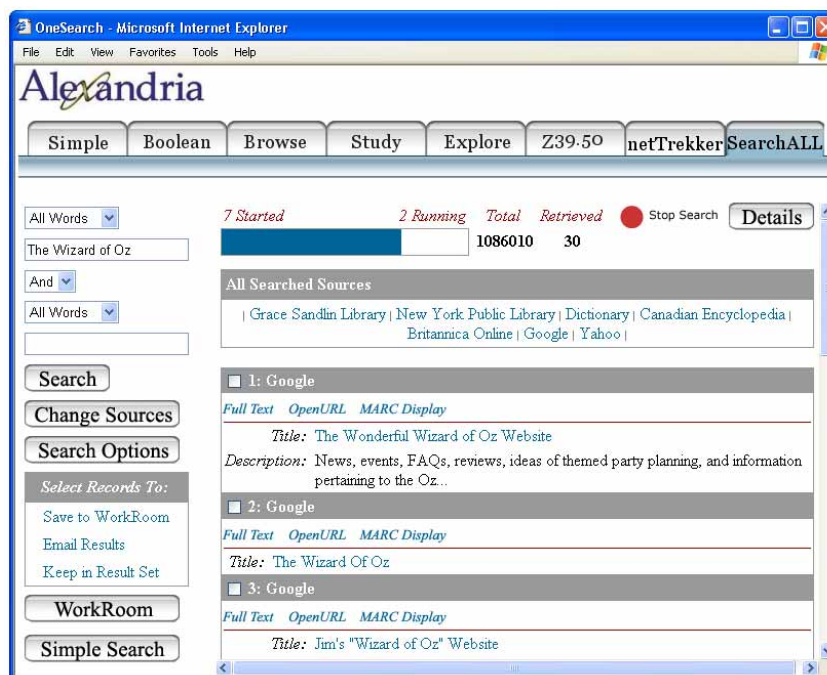 OneSearch - Microsoft Internet Explorer
File Edit View Favorites Tools Help
Alexandria
Simple Boolean Browse Study Explore Z39.50 netTrekker SearchALL
All Words
The Wizard of Oz
And
All Words
Search
Change Sources
Search Options
Select Records To:
Save to WorkRoom
Email Results
Keep in Result Set
WorkRoom
Simple Search
7 Started 2 Running Total Retrieved Stop Search Details
1086010 30
All Searched Sources
| Grace Sandlin Library | New York Public Library | Dictionary | Canadian Encyclopedia |
Britannica Online | Google | Yahoo |
1: Google
Full Text OpenURL MARC Display
Title: The Wonderful Wizard of Oz Website
Description: News, events, FAQs, reviews, ideas of themed party planning, and information
pertaining to the Oz...
2: Google
Full Text OpenURL MARC Display
Title: The Wizard Of Oz
3: Google
Full Text OpenURL MARC Display
Title: Jim's "Wizard of Oz" Website